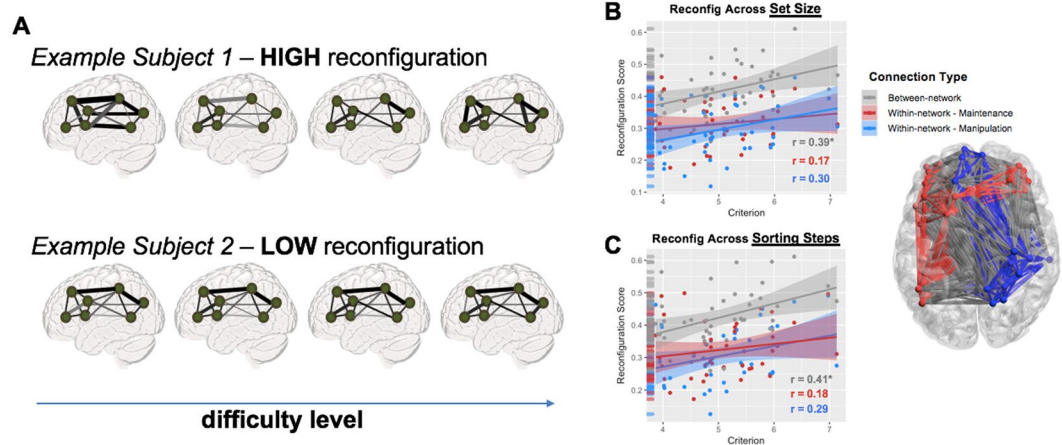 A
Example Subject 1 – HIGH reconfiguration
Example Subject 2 – LOW reconfiguration
difficulty level
B
Reconfig Across Set Size
Reconfiguration Score
0.6
0.5
0.4
0.3
0.2
0.1
r = 0.39*
r = 0.17
r = 0.30
4
5
6
7
Criterion
C
Reconfig Across Sorting Steps
Reconfiguration Score
0.6
0.5
0.4
0.3
0.2
r = 0.41*
r = 0.18
r = 0.29
4
5
6
7
Criterion
Connection Type
Between-network
Within-network - Maintenance
Within-network - Manipulation